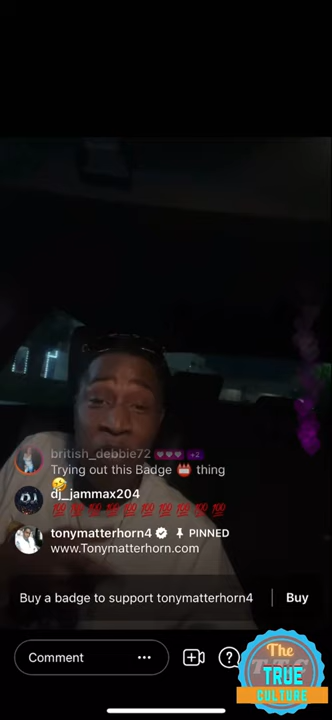 british_debbie72 +2
Trying out this Badge 📛 thing
🤣
dj_jammax204
💯💯💯💯💯💯💯💯💯💯
tonymatterhorn4 PINNED
www.Tonymatterhorn.com
Buy a badge to support tonymatterhorn4 Buy
Comment ...
The
TRUE
CULTURE